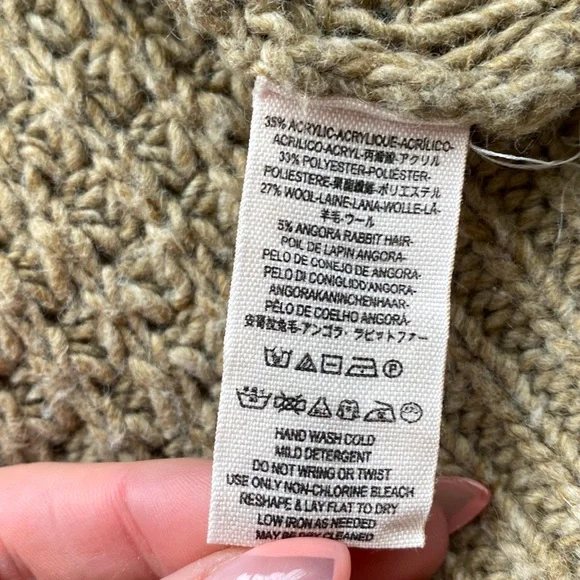 35% ACRYLIC-ACRYLIQUE-ACRÍLICO-
ACRILICO-ACRYL-丙烯酸-アクリル
33% POLYESTER-POLIÉSTER-
POLIESTERE-聚酯纖維-ポリエステル
27% WOOL-LAINE-LANA-WOLLE-LÃ-
羊毛-ウール
5% ANGORA RABBIT HAIR-
POIL DE LAPIN ANGORA-
PELO DE CONEJO DE ANGORA-
PELO DI CONIGLIO D'ANGORA-
ANGORAKANINCHENHAAR-
PÊLO DE COELHO ANGORÁ-
安哥拉兔毛-アンゴラ・ラビットファー
HAND WASH COLD
MILD DETERGENT
DO NOT WRING OR TWIST
USE ONLY NON-CHLORINE BLEACH
RESHAPE & LAY FLAT TO DRY
LOW IRON AS NEEDED
MAY BE DRY CLEANED